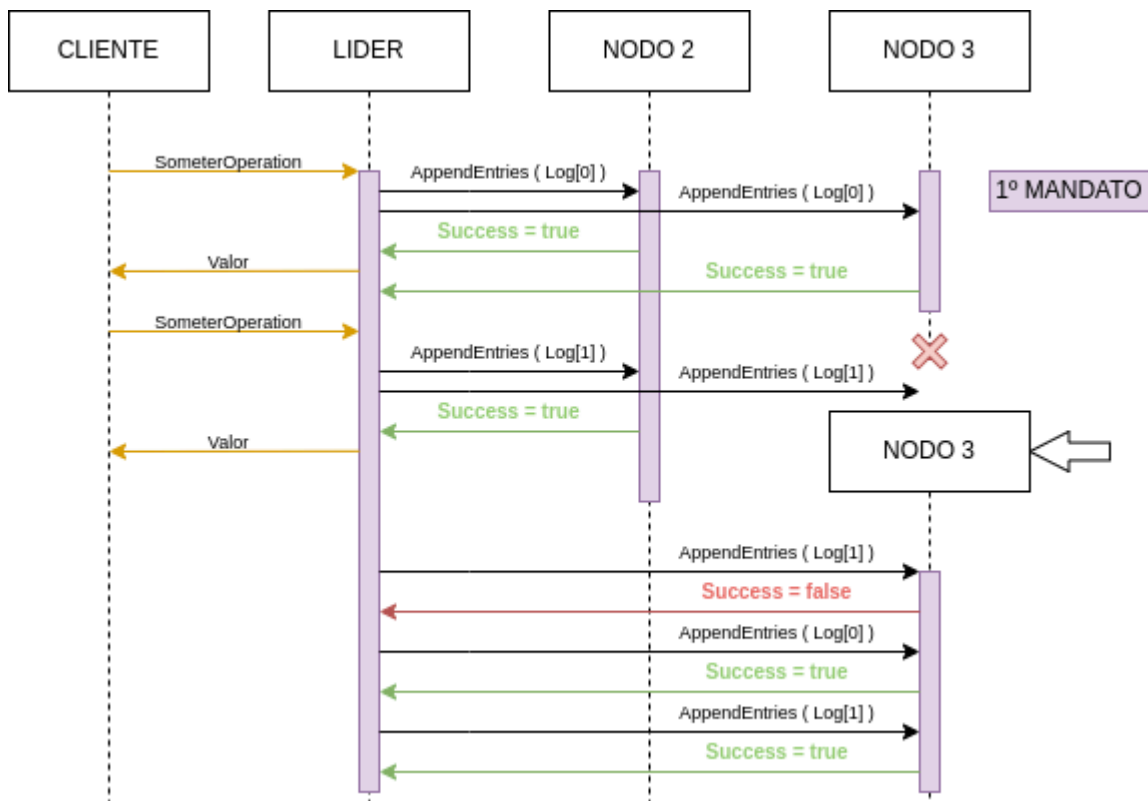 CLIENTE
LIDER
NODO 2
NODO 3
SometerOperation
AppendEntries ( Log[0] )
1º MANDATO
AppendEntries ( Log[0] )
Success = true
Valor
Success = true
SometerOperation
AppendEntries ( Log[1] )
AppendEntries ( Log[1] )
Success = true
Valor
NODO 3
AppendEntries ( Log[1] )
Success = false
AppendEntries ( Log[0] )
Success = true
AppendEntries ( Log[1] )
Success = true